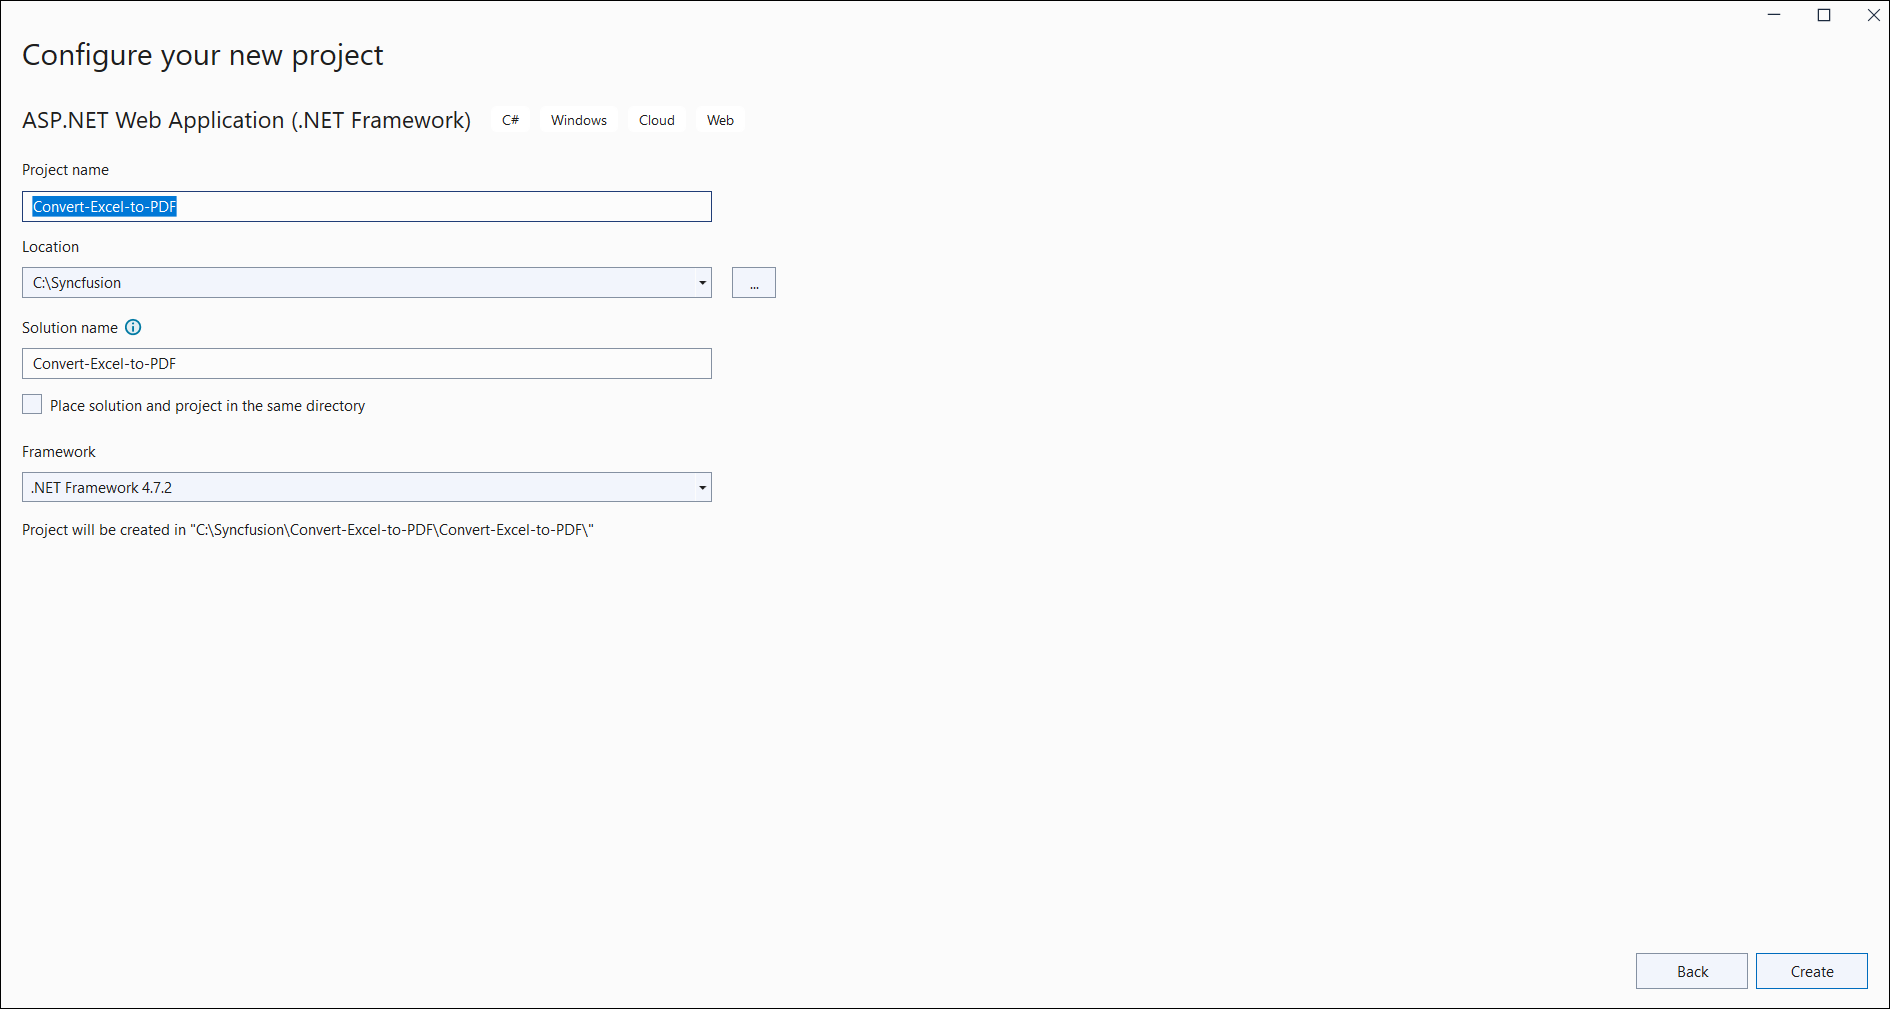 Configure your new project
ASP.NET Web Application (.NET Framework) C# Windows Cloud Web
Project name
Convert-Excel-to-PDF
Location
C:\Syncfusion
...
Solution name
Convert-Excel-to-PDF
Place solution and project in the same directory
Framework
.NET Framework 4.7.2
Project will be created in "C:\Syncfusion\Convert-Excel-to-PDF\Convert-Excel-to-PDF\"
Back Create